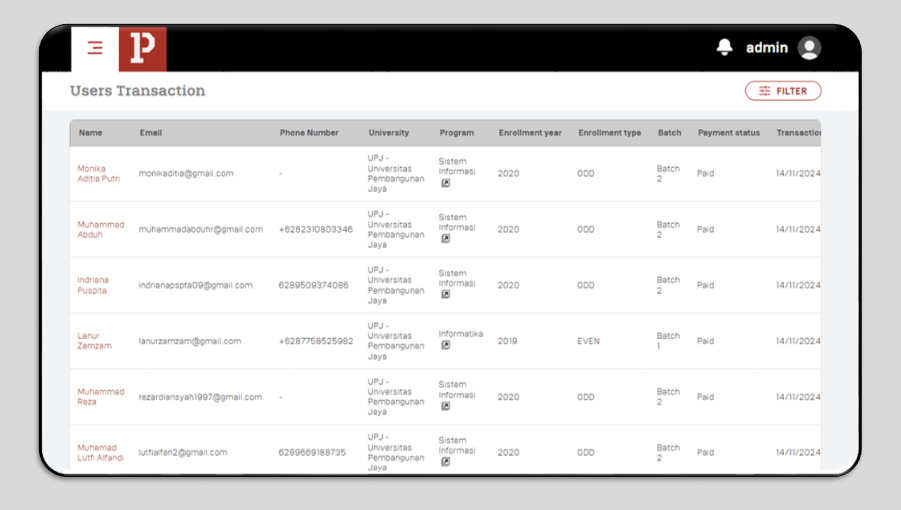 P
admin
Users Transaction
FILTER
Name Email Phone Number University Program Enrollment year Enrollment type Batch Payment status Transaction
Monika Aditia Putri monikaditia@gmail.com - UPJ - Universitas Pembangunan Jaya Sistem Informasi 2020 ODD Batch 2 Paid 14/11/2024
Muhammad Abduh muhammadabduhr@gmail.com +6282310803346 UPJ - Universitas Pembangunan Jaya Sistem Informasi 2020 ODD Batch 2 Paid 14/11/2024
Indriana Puspita indrianapspta09@gmail.com 6289509374086 UPJ - Universitas Pembangunan Jaya Sistem Informasi 2020 ODD Batch 2 Paid 14/11/2024
Lanur Zamzam lanurzamzam@gmail.com +6287758525982 UPJ - Universitas Pembangunan Jaya Informatika 2019 EVEN Batch 1 Paid 14/11/2024
Muhammad Reza rezardiansyah1997@gmail.com - UPJ - Universitas Pembangunan Jaya Sistem Informasi 2020 ODD Batch 2 Paid 14/11/2024
Muhamad Lutfi Alfandi lutfialfan2@gmail.com 6289669188735 UPJ - Universitas Pembangunan Jaya Sistem Informasi 2020 ODD Batch 2 Paid 14/11/2024